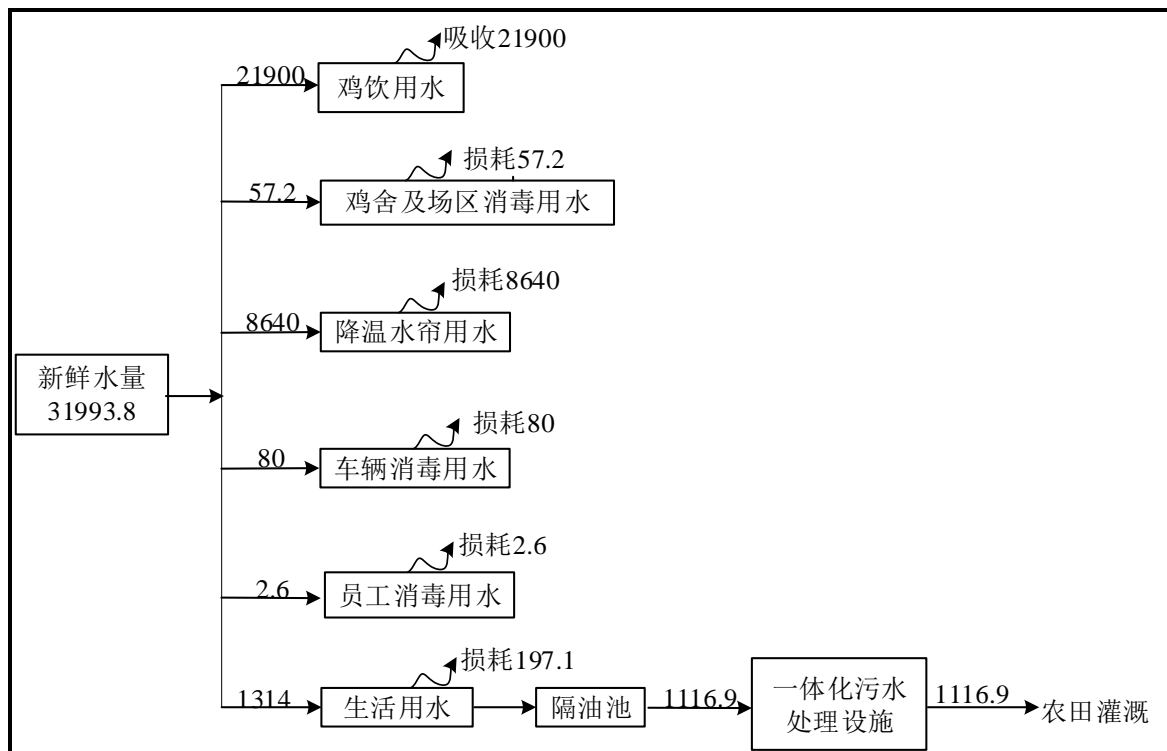 吸收21900
21900
鸡饮用水
损耗57.2
57.2
鸡舍及场区消毒用水
损耗8640
8640
降温水帘用水
新鲜水量
31993.8
损耗80
80
车辆消毒用水
损耗2.6
2.6
员工消毒用水
损耗197.1
1314
生活用水
隔油池
1116.9
一体化污水
处理设施
1116.9
农田灌溉